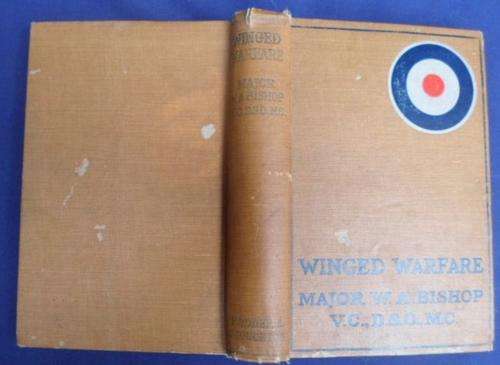 WINGED
WARFARE
MAJOR
W.A.BISHOP
V.C. D.S.O. M.C.
WINGED WARFARE
MAJOR W.A. BISHOP
V.C., D.S.O., M.C.